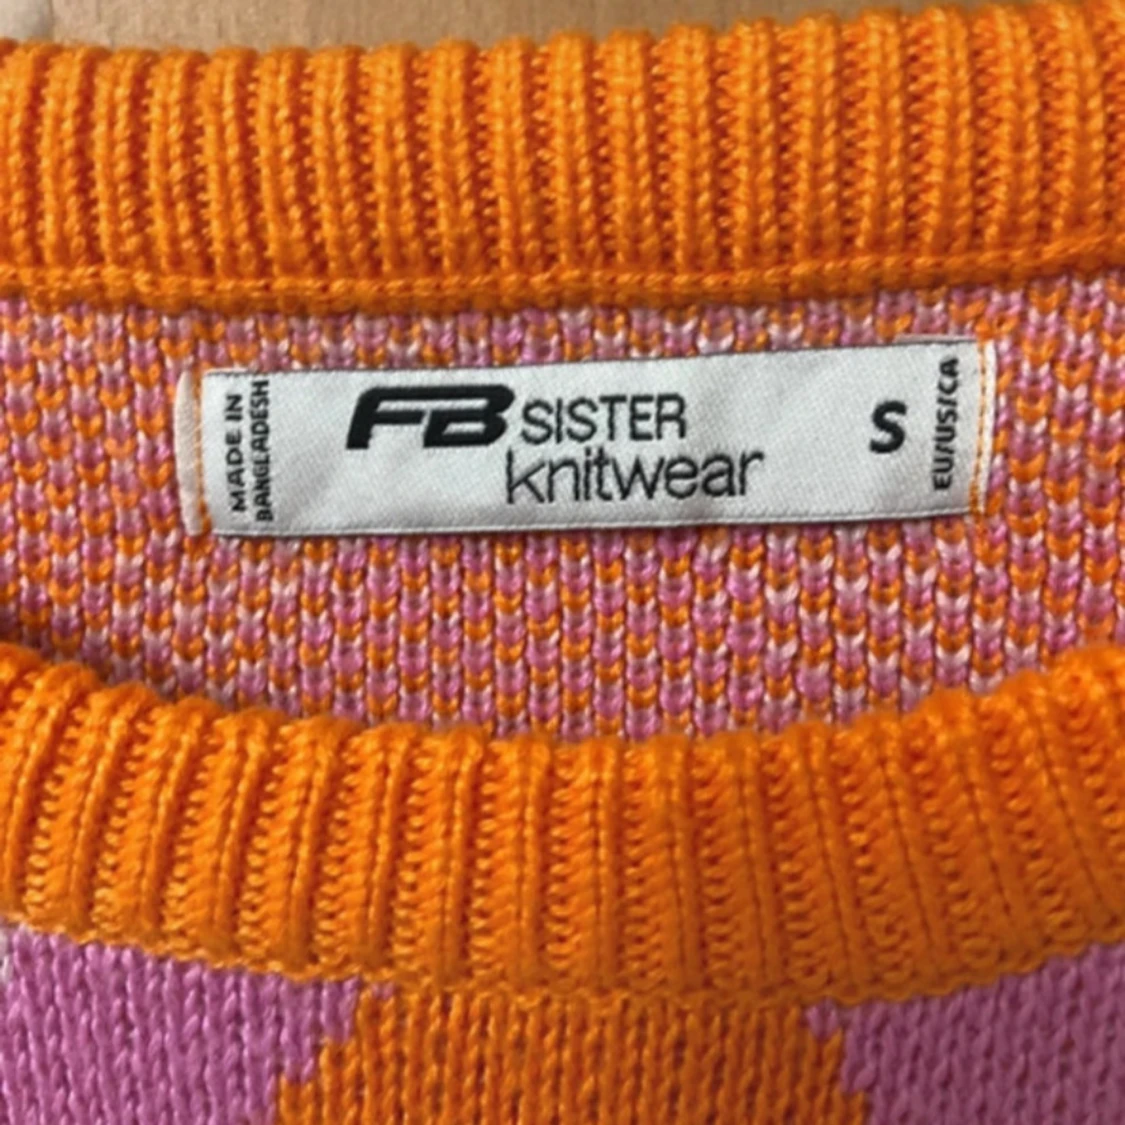 MADE IN
BANGLADESH
FB SISTER
knitwear
S
EU/US/CA